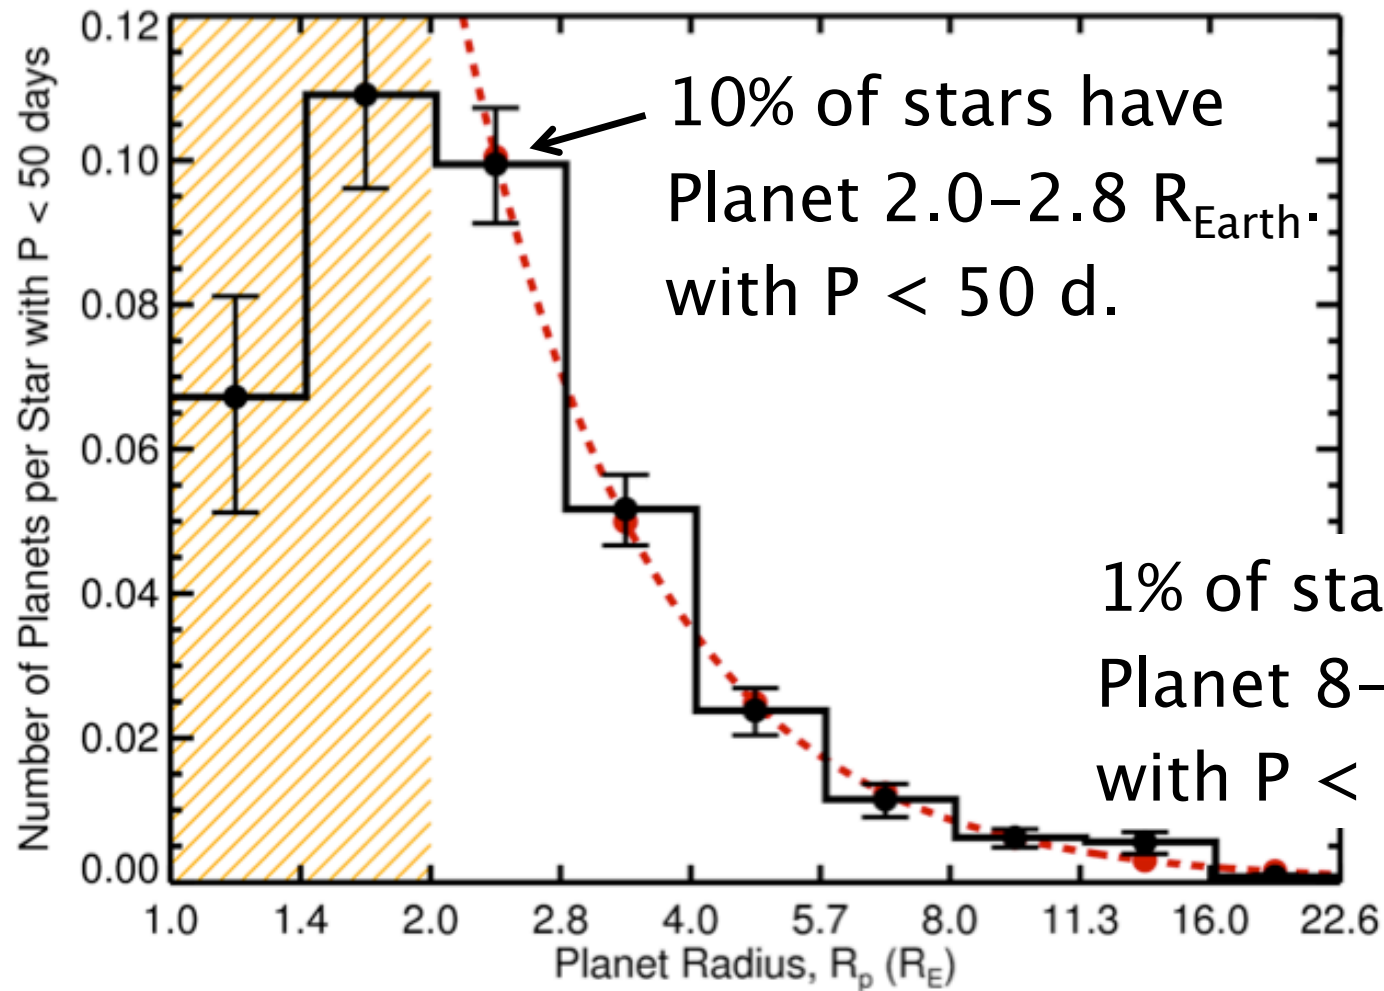 0.12
0.10
0.08
0.06
0.04
0.02
0.00
Number of Planets per Star with P < 50 days
10% of stars have
Planet 2.0–2.8 R_Earth.
with P < 50 d.
1% of sta
Planet 8–
with P <
1.0 1.4 2.0 2.8 4.0 5.7 8.0 11.3 16.0 22.6
Planet Radius, R_p (R_E)